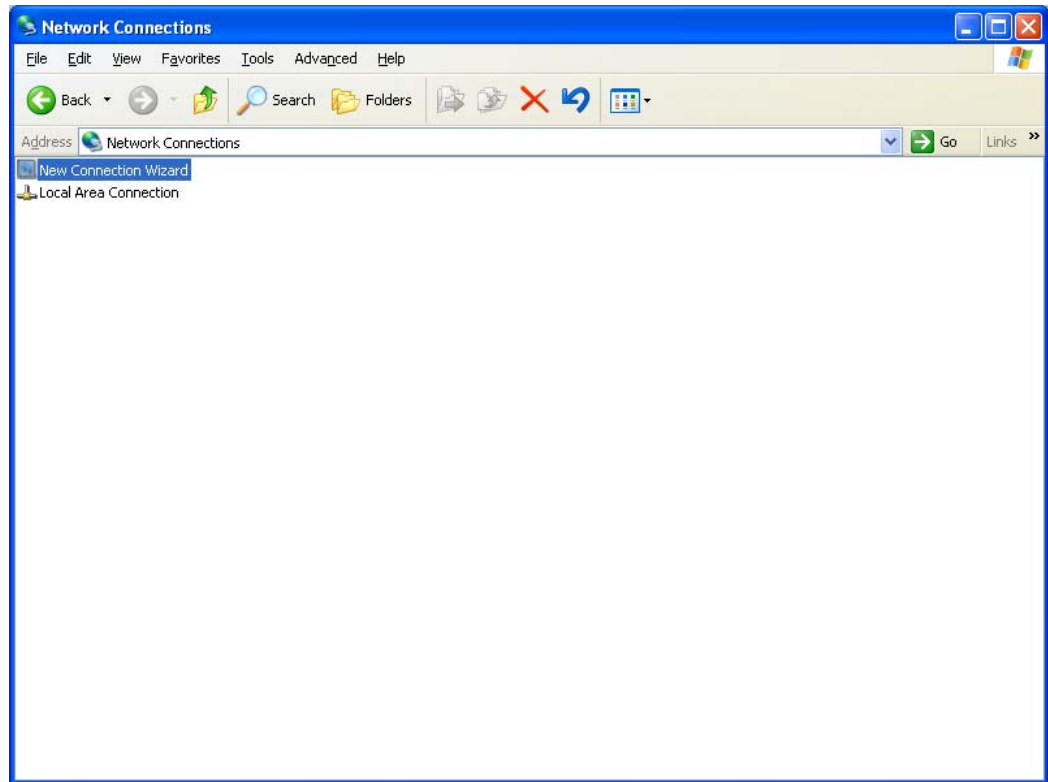 Network Connections
File Edit View Favorites Tools Advanced Help
Back Search Folders
Address Network Connections Go Links »
New Connection Wizard
Local Area Connection